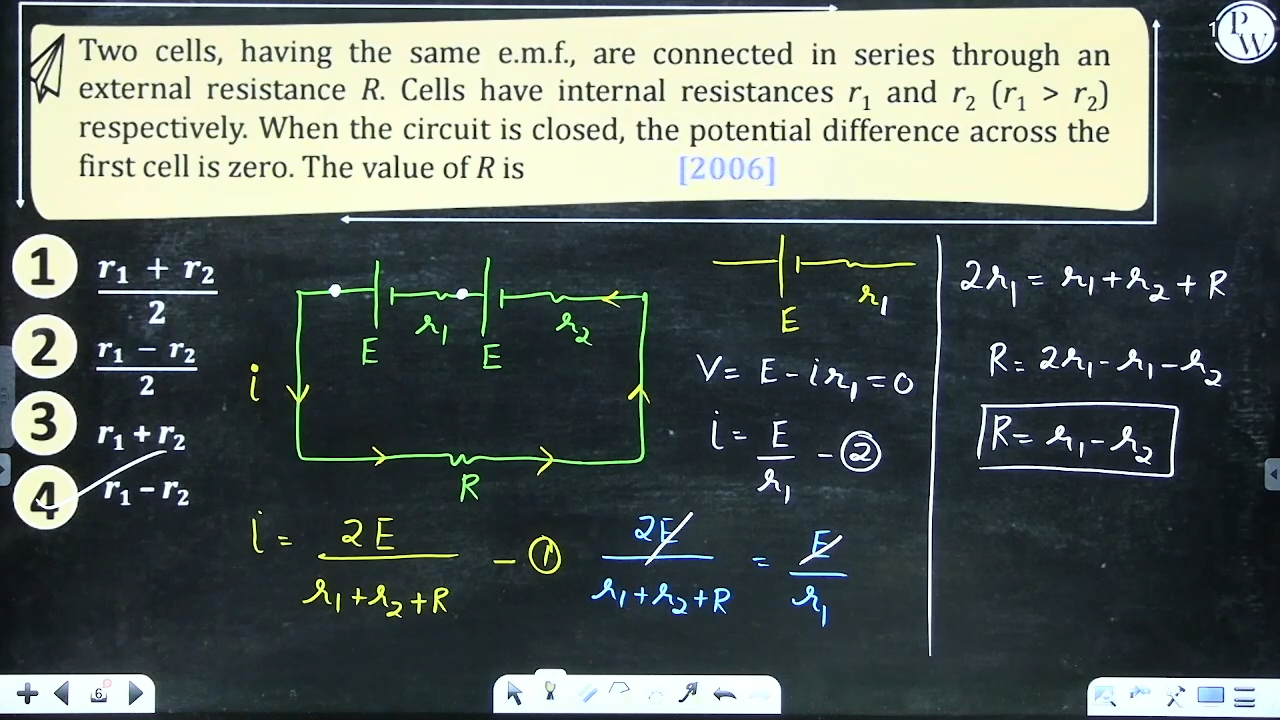 Two cells, having the same e.m.f., are connected in series through an
external resistance R. Cells have internal resistances r₁ and r₂ (r₁ > r₂)
respectively. When the circuit is closed, the potential difference across the
first cell is zero. The value of R is [2006]
PW
1 (r₁ + r₂)/2
2 (r₁ − r₂)/2
3 r₁ + r₂
4 r₁ − r₂
r₁ r₂
E E
i
R
i = 2E/(r₁+r₂+R) − ①
E r₁
V = E − ir₁ = 0
i = E/r₁ − ②
2E/(r₁+r₂+R) = E/r₁
2r₁ = r₁+r₂+R
R = 2r₁−r₁−r₂
R = r₁−r₂
6